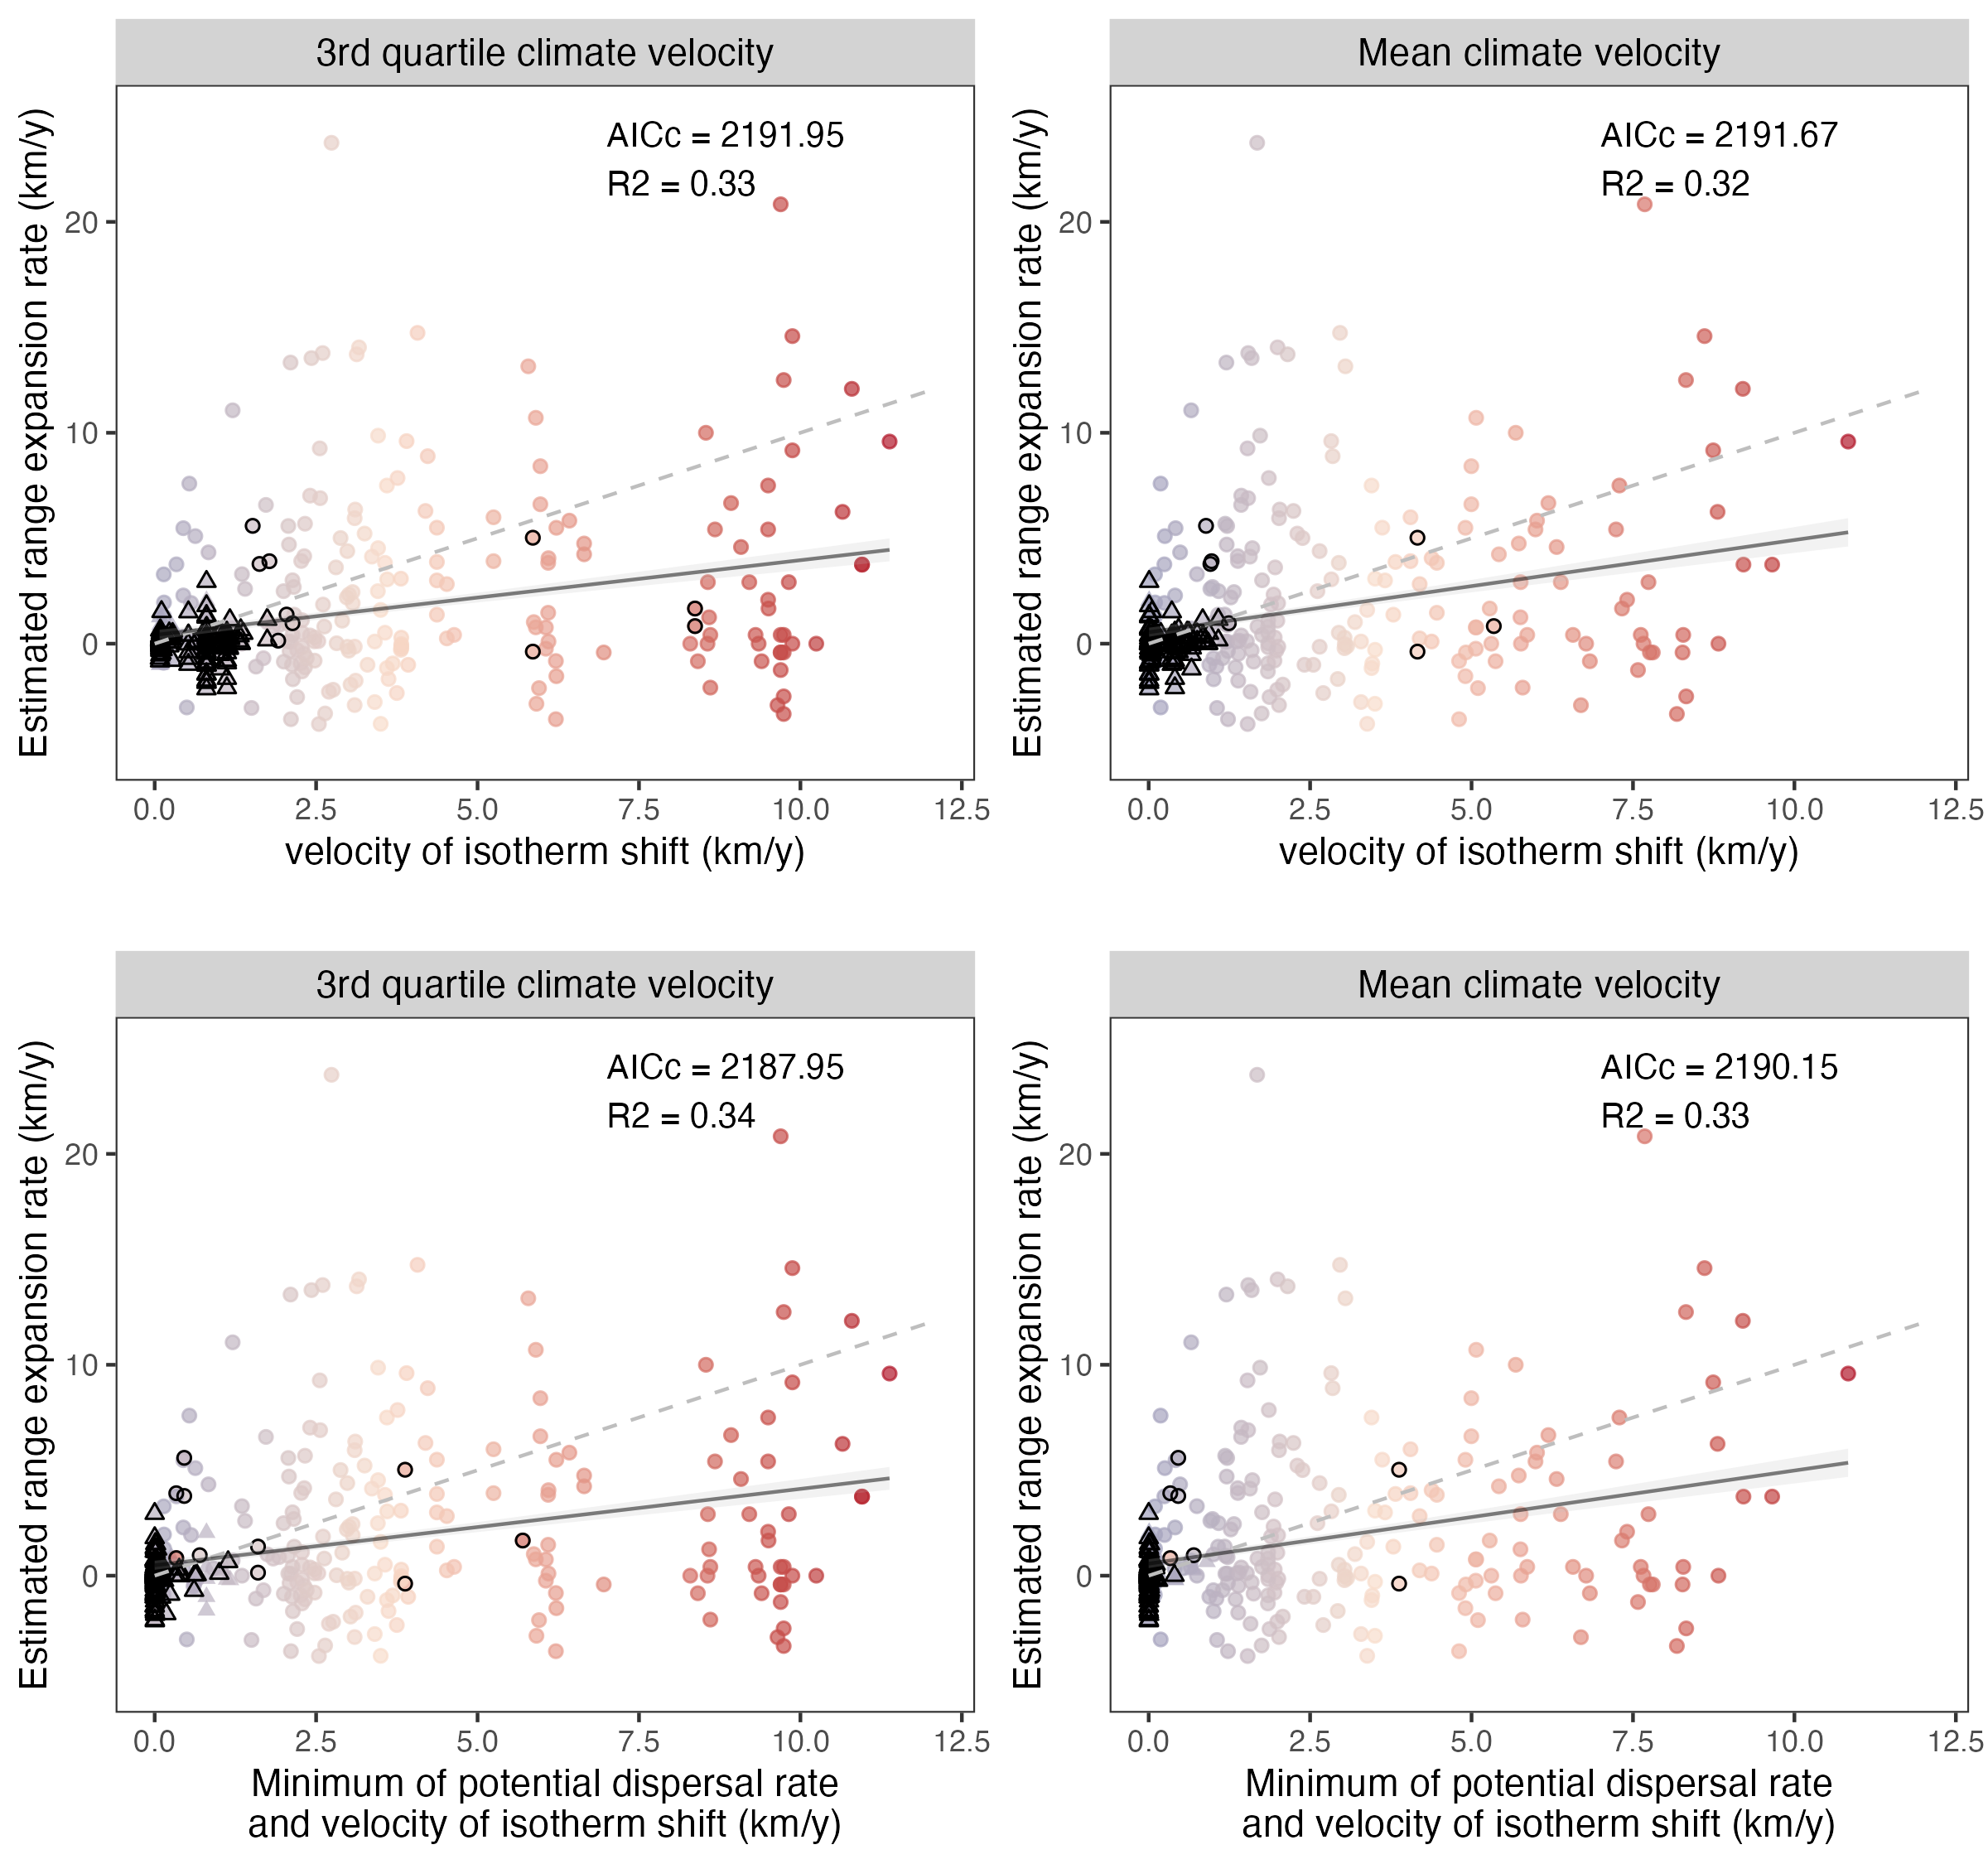 3rd quartile climate velocity
AICc = 2191.95
R2 = 0.33
Estimated range expansion rate (km/y)
20
10
0
0.0 2.5 5.0 7.5 10.0 12.5
velocity of isotherm shift (km/y)
Mean climate velocity
AICc = 2191.67
R2 = 0.32
Estimated range expansion rate (km/y)
20
10
0
0.0 2.5 5.0 7.5 10.0 12.5
velocity of isotherm shift (km/y)
3rd quartile climate velocity
AICc = 2187.95
R2 = 0.34
Estimated range expansion rate (km/y)
20
10
0
0.0 2.5 5.0 7.5 10.0 12.5
Minimum of potential dispersal rate
and velocity of isotherm shift (km/y)
Mean climate velocity
AICc = 2190.15
R2 = 0.33
Estimated range expansion rate (km/y)
20
10
0
0.0 2.5 5.0 7.5 10.0 12.5
Minimum of potential dispersal rate
and velocity of isotherm shift (km/y)